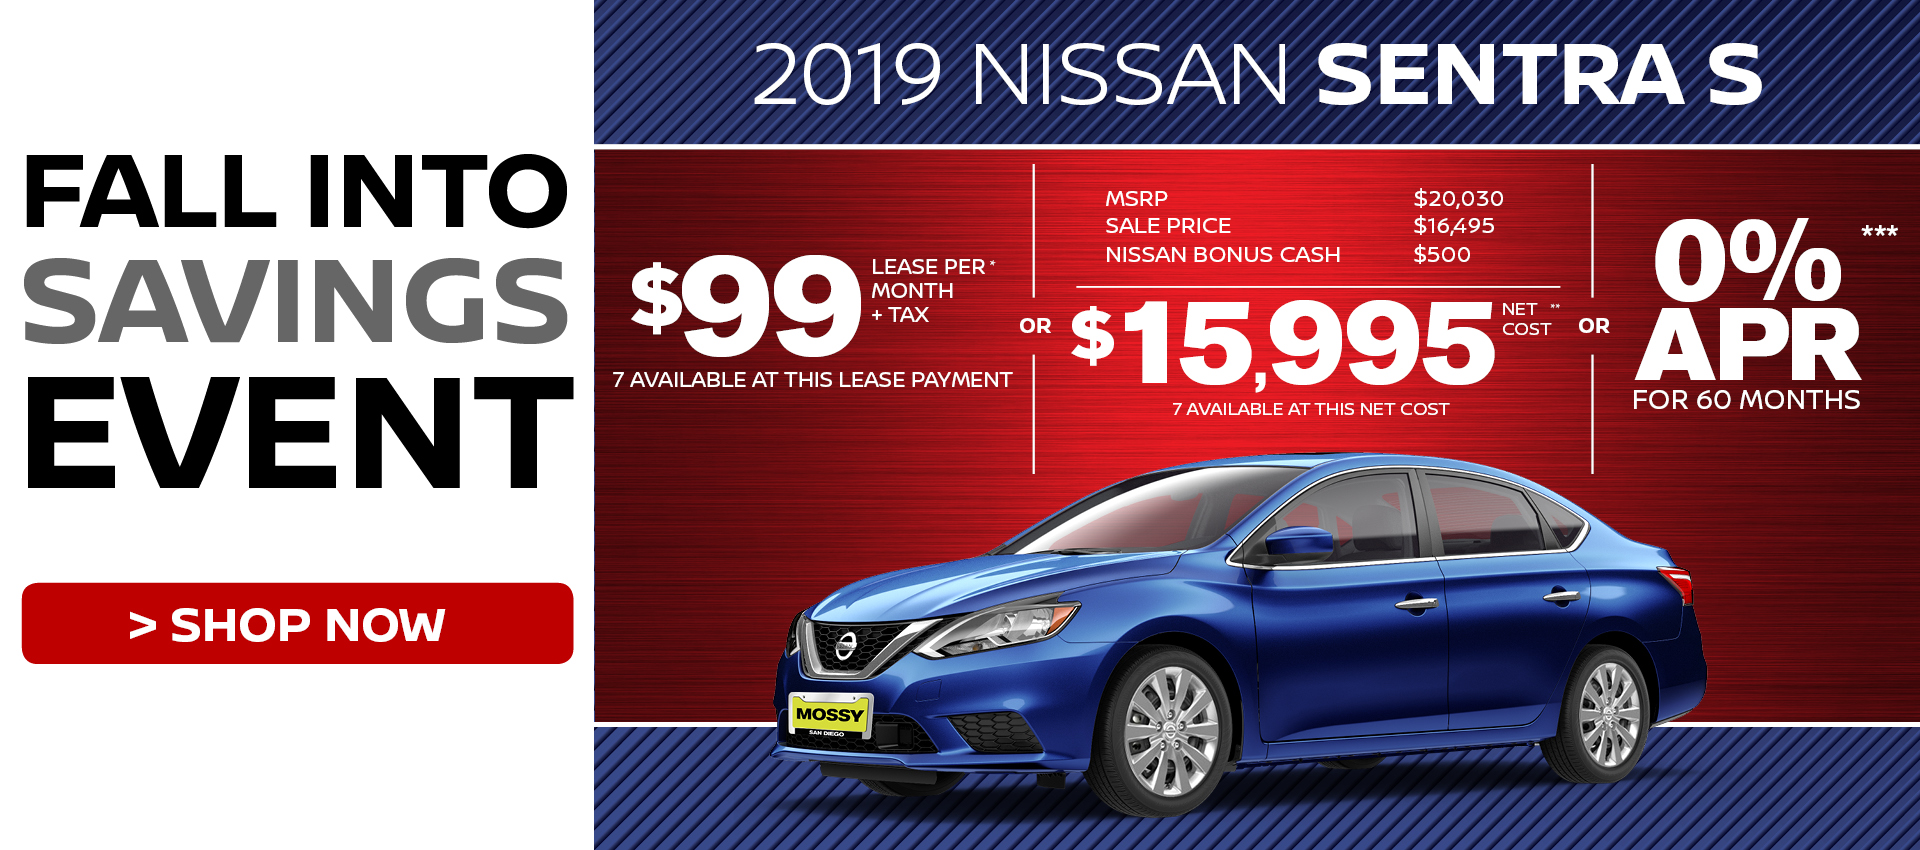 FALL INTO
SAVINGS
EVENT
> SHOP NOW
2019 NISSAN SENTRA S
$99 LEASE PER*
MONTH
+ TAX
7 AVAILABLE AT THIS LEASE PAYMENT
OR
MSRP $20,030
SALE PRICE $16,495
NISSAN BONUS CASH $500
$15,995 NET**
COST
7 AVAILABLE AT THIS NET COST
OR
0%***
APR
FOR 60 MONTHS
MOSSY
SAN DIEGO